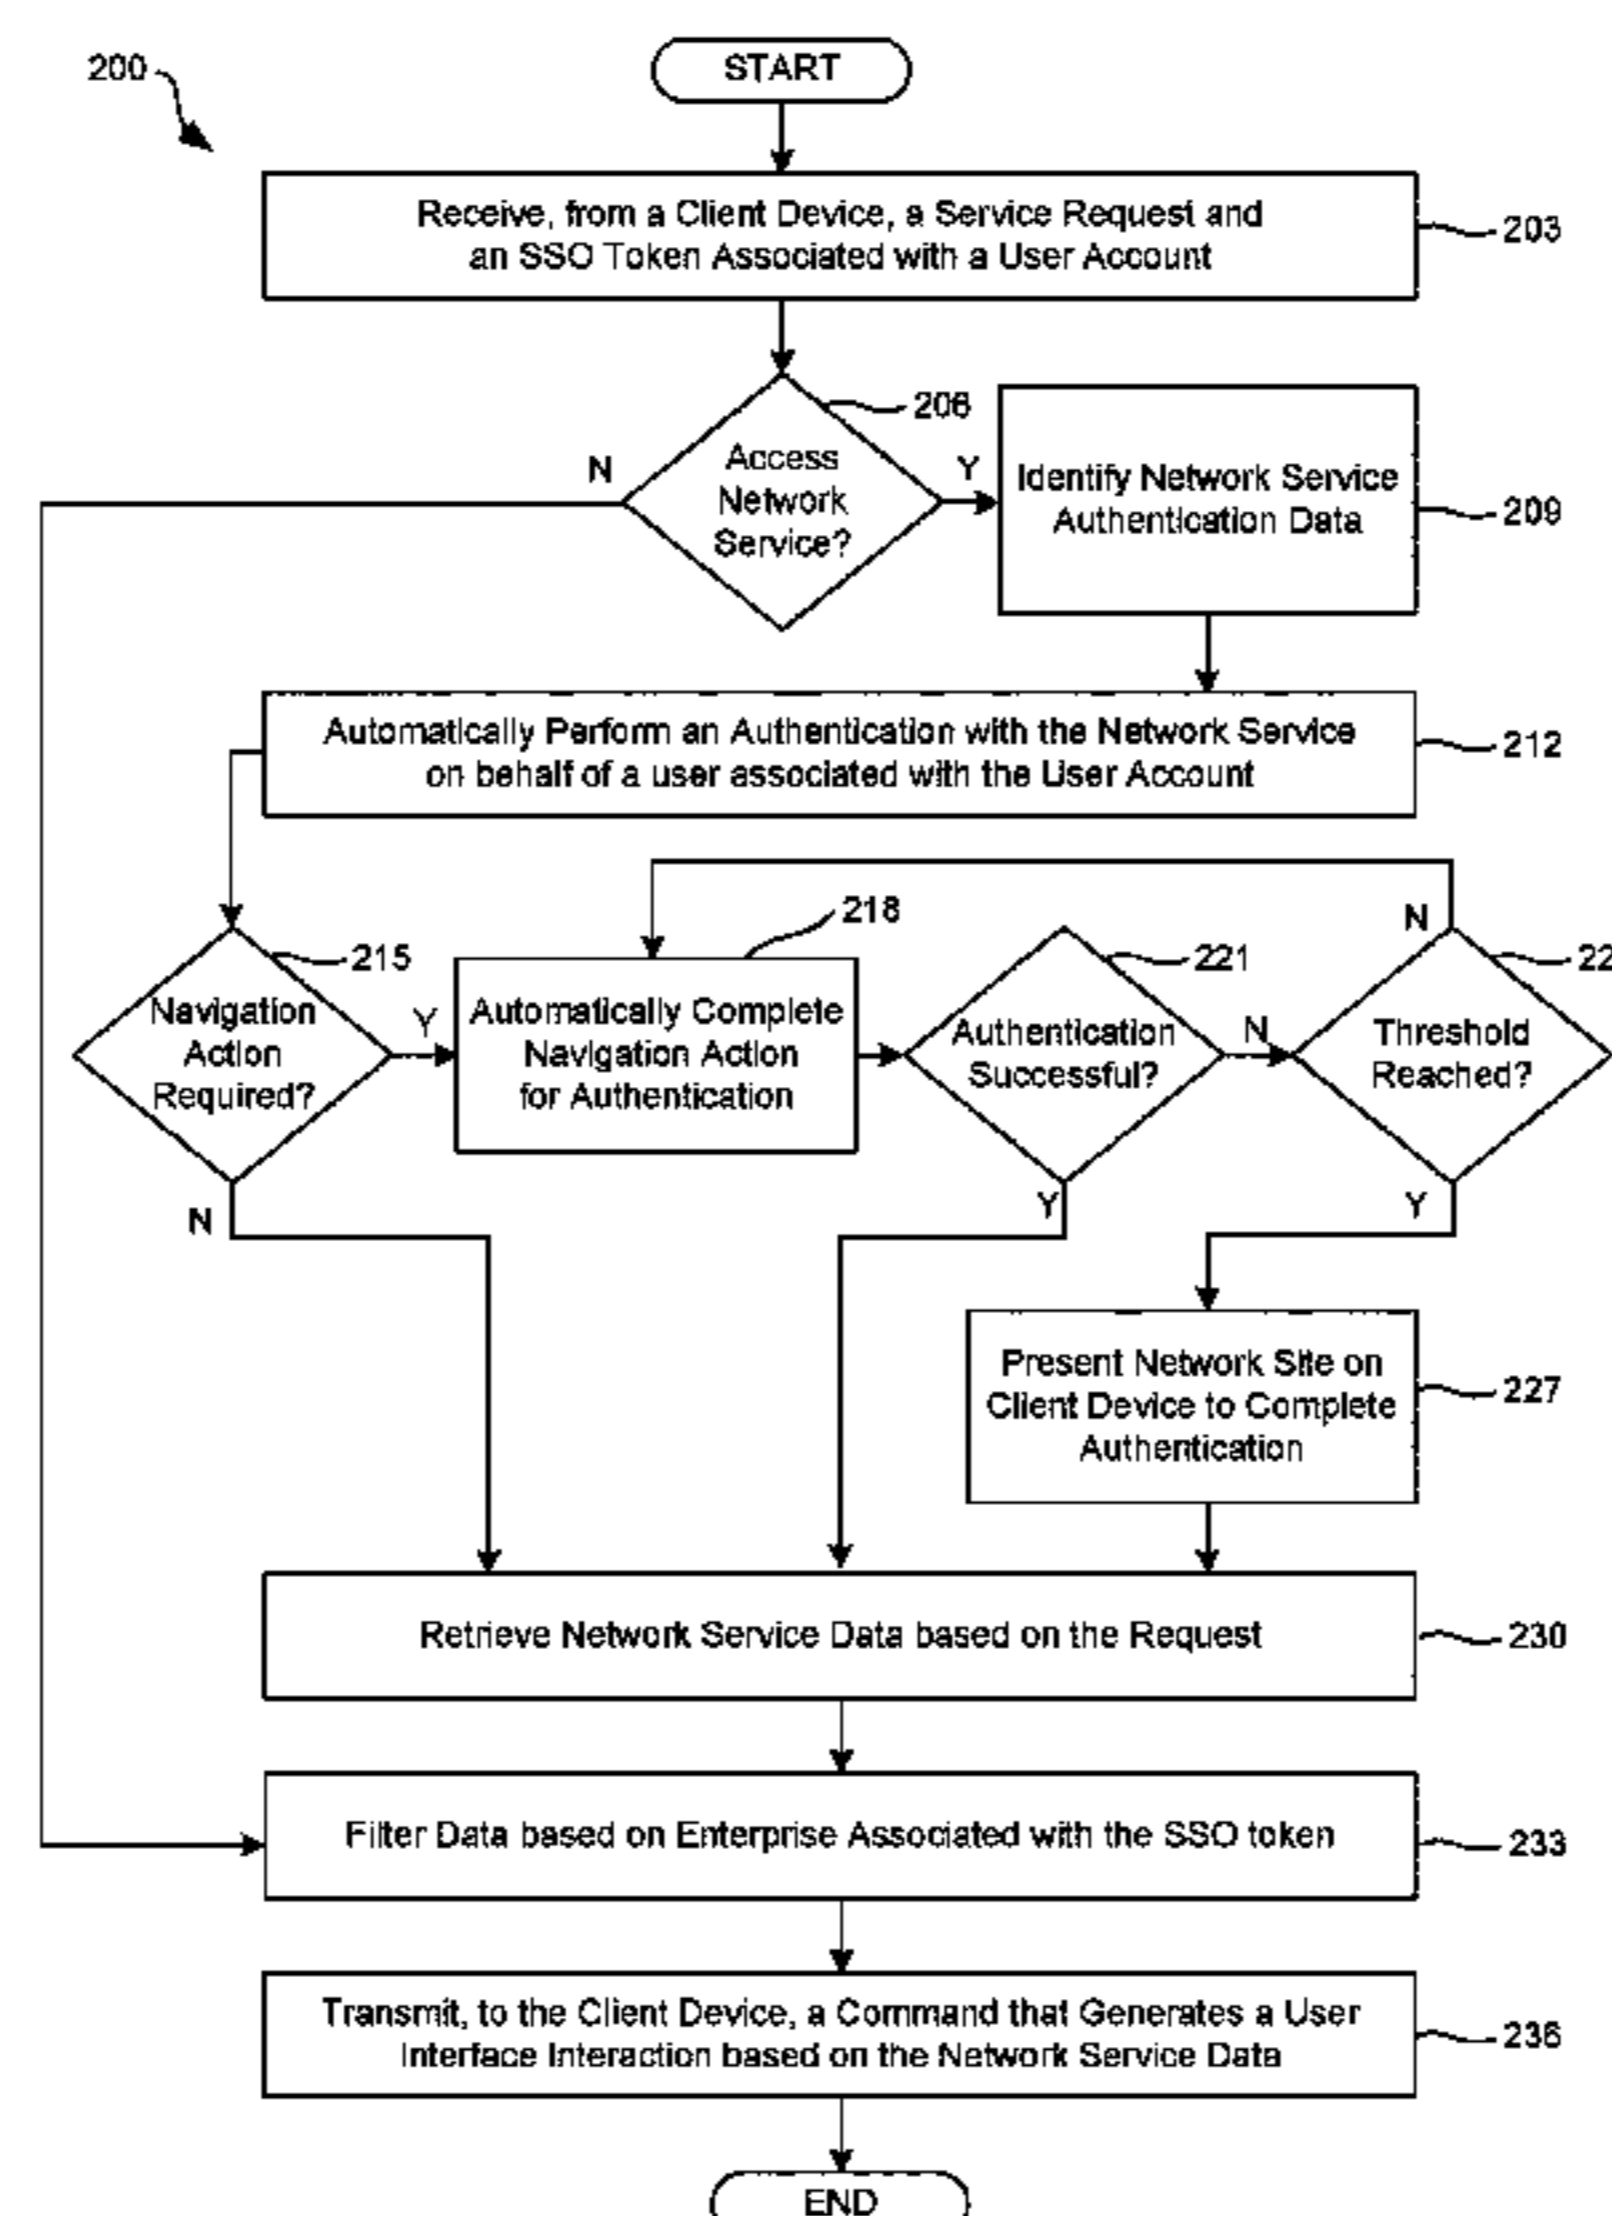 200
START
Receive, from a Client Device, a Service Request and
an SSO Token Associated with a User Account
203
206
Access
Network
Service?
N
Y
Identify Network Service
Authentication Data
209
Automatically Perform an Authentication with the Network Service
on behalf of a user associated with the User Account
212
215
Navigation
Action
Required?
Y
N
218
Automatically Complete
Navigation Action
for Authentication
221
Authentication
Successful?
N
Y
22
Threshold
Reached?
N
Y
Present Network Site on
Client Device to Complete
Authentication
227
Retrieve Network Service Data based on the Request
230
Filter Data based on Enterprise Associated with the SSO token
233
Transmit, to the Client Device, a Command that Generates a User
Interface Interaction based on the Network Service Data
236
END